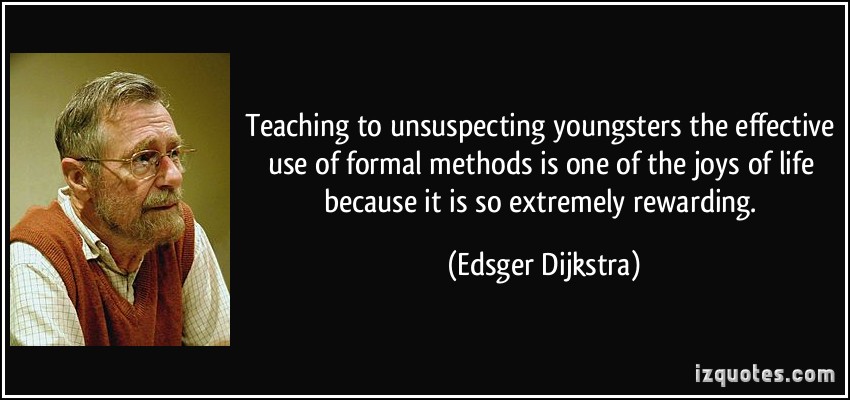 Teaching to unsuspecting youngsters the effective
use of formal methods is one of the joys of life
because it is so extremely rewarding.
(Edsger Dijkstra)
izquotes.com